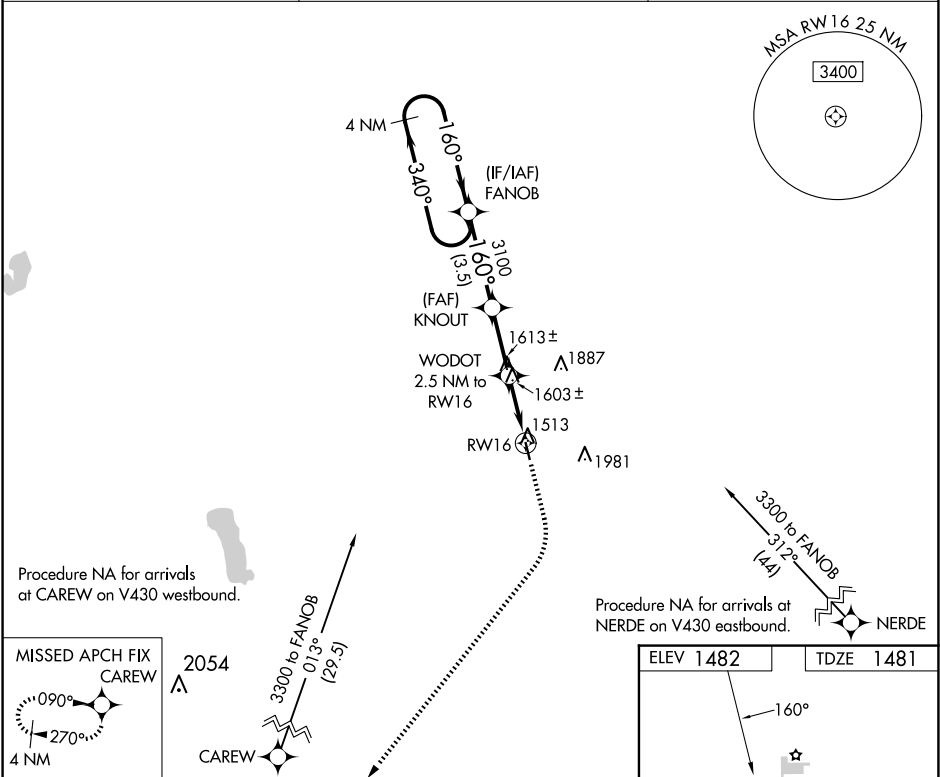 MSA RW16 25 NM
3400
4 NM
160°
340°
(IF/IAF)
FANOB
3100
160°
(3.5)
(FAF)
KNOUT
1613±
WODOT
2.5 NM to
RW16
1887
1603±
1513
RW16
1981
3300 to FANOB
312°
(44)
NERDE
Procedure NA for arrivals
at CAREW on V430 westbound.
Procedure NA for arrivals at
NERDE on V430 eastbound.
3300 to FANOB
013°
(29.5)
CAREW
2054
MISSED APCH FIX
CAREW
090°
270°
4 NM
ELEV 1482
TDZE 1481
160°